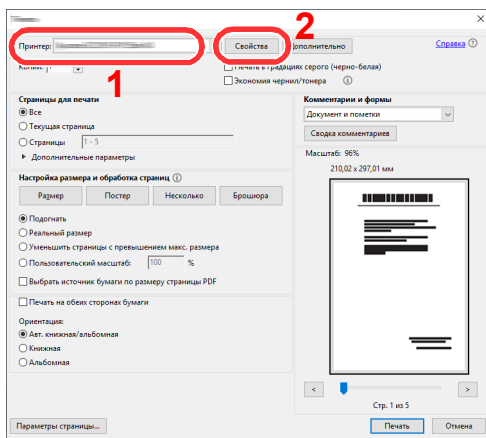 2
Принтер: Свойства Дополнительно Справка
Копии: 1 Печать в градациях серого (черно-белая)
1 Экономия чернил/тонера
Страницы для печати
Все
Текущая страница
Страницы 1 - 5
Дополнительные параметры
Комментарии и формы
Документ и пометки
Сводка комментариев
Настройка размера и обработка страниц
Размер Постер Несколько Брошюра
Подогнать
Реальный размер
Уменьшить страницы с превышением макс. размера
Пользовательский масштаб: 100 %
Выбрать источник бумаги по размеру страницы PDF
Печать на обеих сторонах бумаги
Ориентация:
Авт. книжная/альбомная
Книжная
Альбомная
Масштаб: 96%
210,02 x 297,01 мм
< >
Стр. 1 из 5
Параметры страницы... Печать Отмена